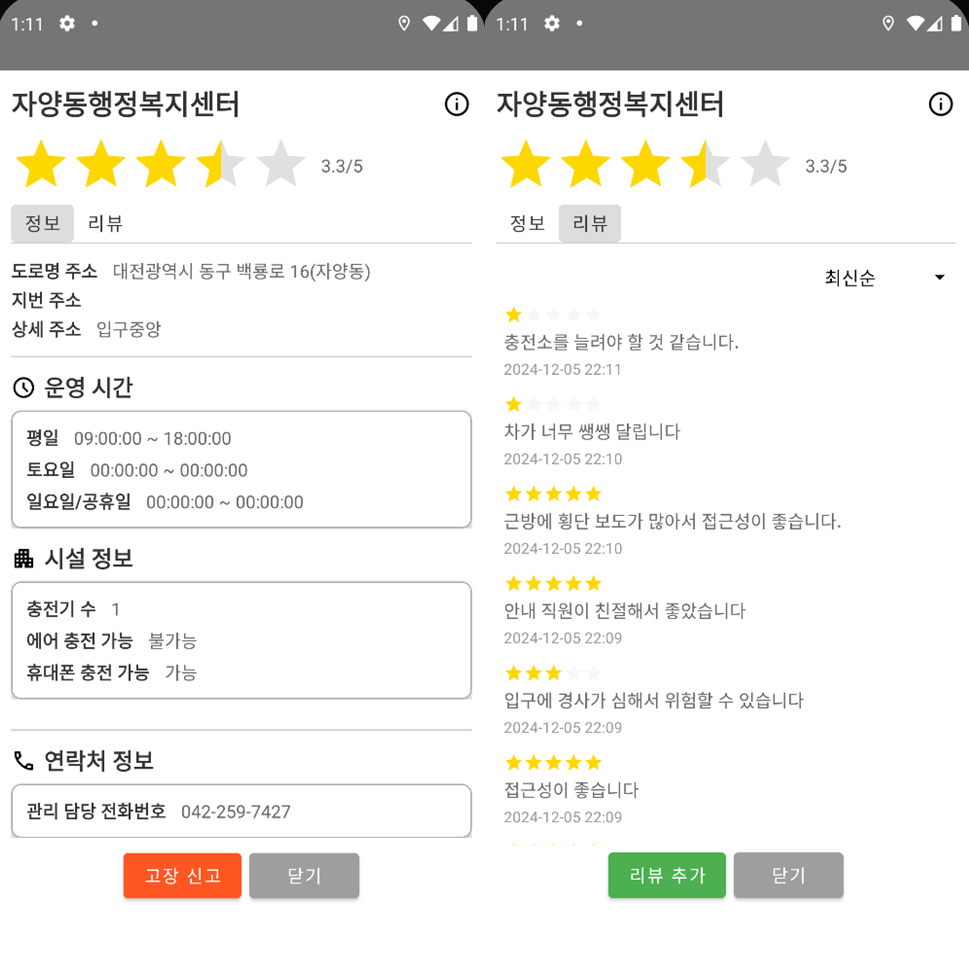 1:11
자양동행정복지센터
3.3/5
정보 리뷰
도로명 주소 대전광역시 동구 백룡로 16(자양동)
지번 주소
상세 주소 입구중앙
운영 시간
평일 09:00:00 ~ 18:00:00
토요일 00:00:00 ~ 00:00:00
일요일/공휴일 00:00:00 ~ 00:00:00
시설 정보
충전기 수 1
에어 충전 가능 불가능
휴대폰 충전 가능 가능
연락처 정보
관리 담당 전화번호 042-259-7427
고장 신고 닫기
1:11
자양동행정복지센터
3.3/5
정보 리뷰
최신순
충전소를 늘려야 할 것 같습니다.
2024-12-05 22:11
차가 너무 쌩쌩 달립니다
2024-12-05 22:10
근방에 횡단 보도가 많아서 접근성이 좋습니다.
2024-12-05 22:10
안내 직원이 친절해서 좋았습니다
2024-12-05 22:09
입구에 경사가 심해서 위험할 수 있습니다
2024-12-05 22:09
접근성이 좋습니다
2024-12-05 22:09
리뷰 추가 닫기